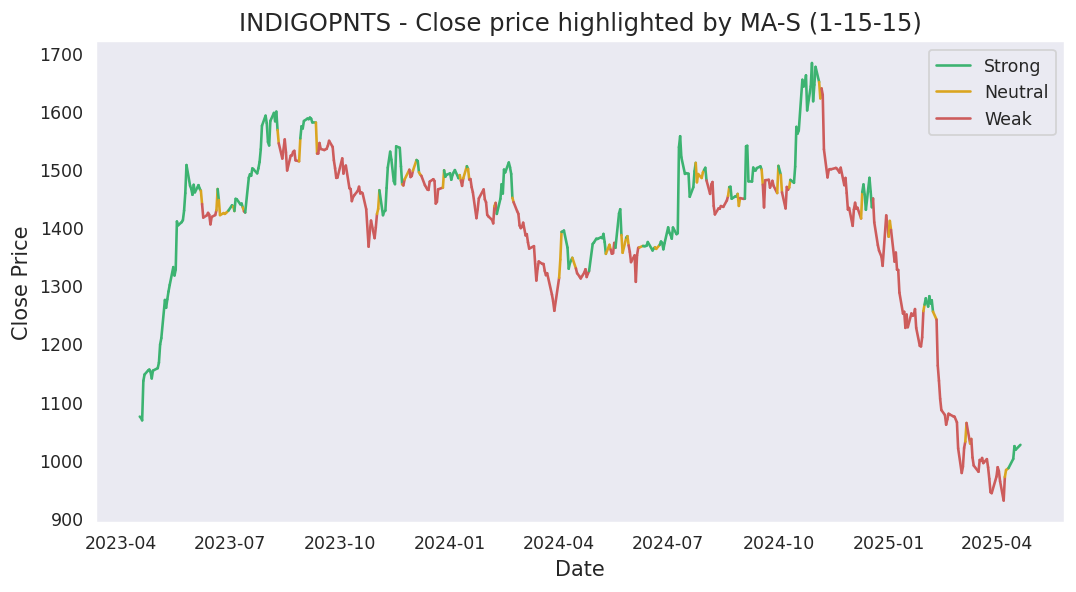 INDIGOPNTS - Close price highlighted by MA-S (1-15-15)
Strong
Neutral
Weak
Close Price
1700
1600
1500
1400
1300
1200
1100
1000
900
2023-04 2023-07 2023-10 2024-01 2024-04 2024-07 2024-10 2025-01 2025-04
Date